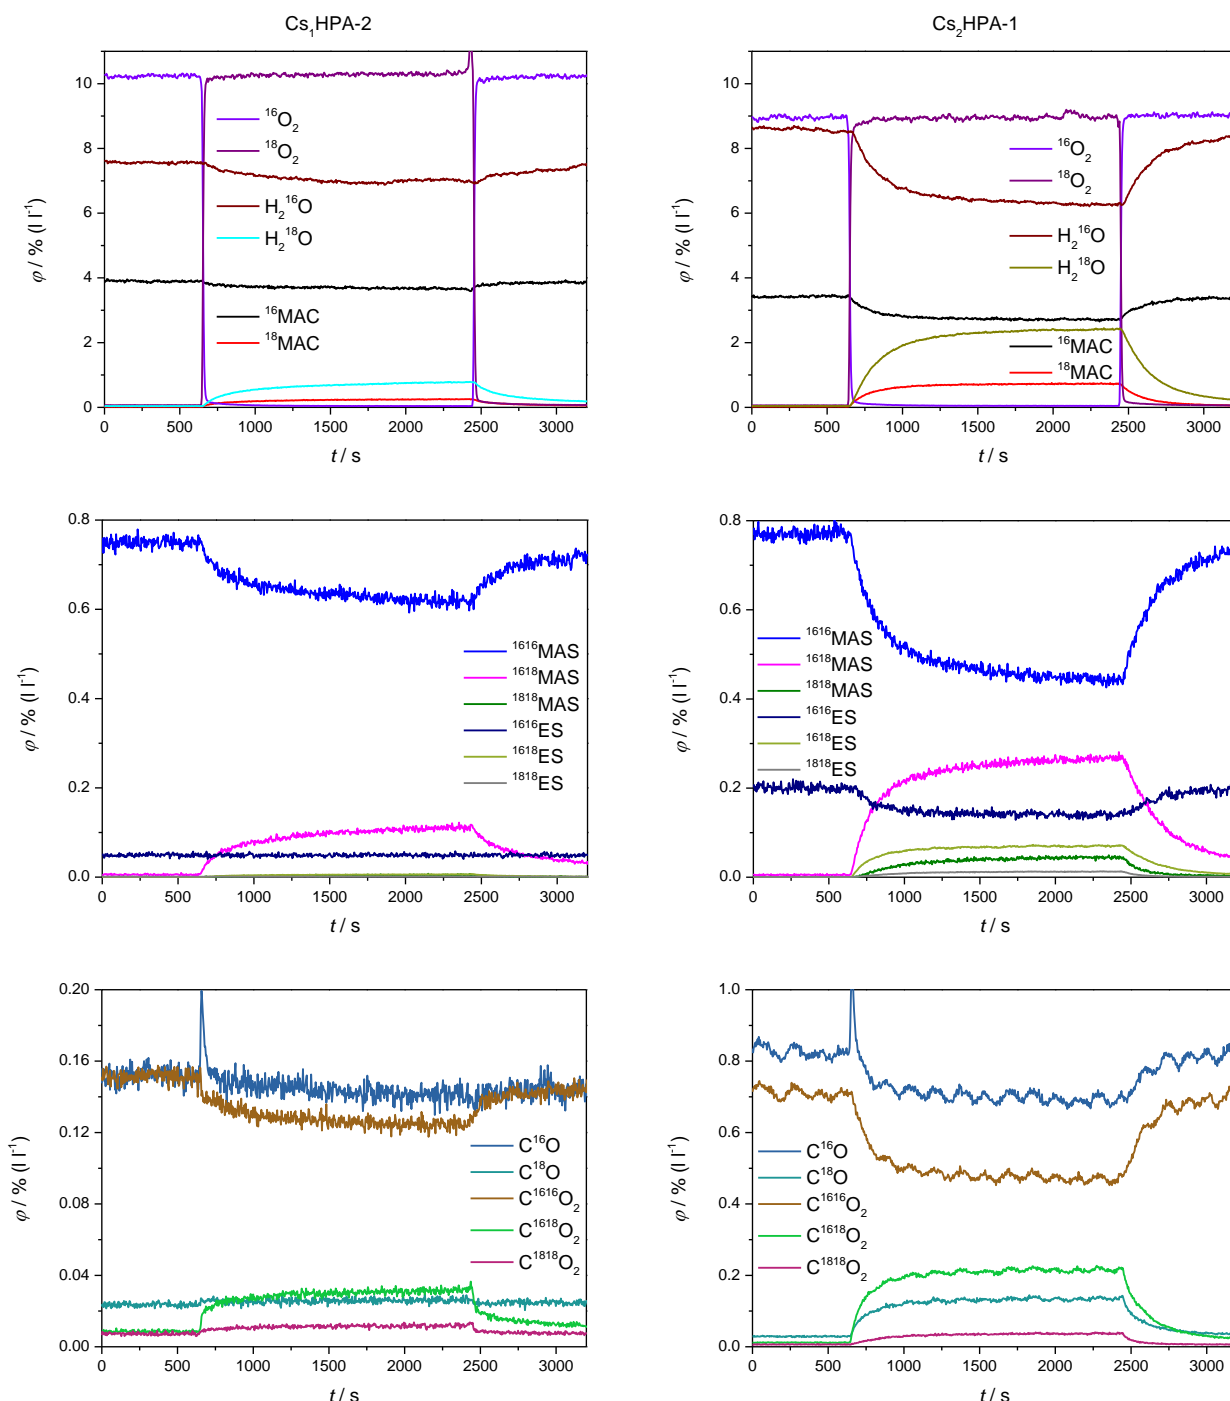 Cs₁HPA-2
10
8
6
4
2
0
φ / % (l l⁻¹)
¹⁶O₂
¹⁸O₂
H₂¹⁶O
H₂¹⁸O
¹⁶MAC
¹⁸MAC
0 500 1000 1500 2000 2500 3000
t / s
Cs₂HPA-1
10
8
6
4
2
0
φ / % (l l⁻¹)
¹⁶O₂
¹⁸O₂
H₂¹⁶O
H₂¹⁸O
¹⁶MAC
¹⁸MAC
0 500 1000 1500 2000 2500 3000
t / s
0.8
0.6
0.4
0.2
0.0
φ / % (l l⁻¹)
¹⁶¹⁶MAS
¹⁶¹⁸MAS
¹⁸¹⁸MAS
¹⁶¹⁶ES
¹⁶¹⁸ES
¹⁸¹⁸ES
0 500 1000 1500 2000 2500 3000
t / s
0.8
0.6
0.4
0.2
0.0
φ / % (l l⁻¹)
¹⁶¹⁶MAS
¹⁶¹⁸MAS
¹⁸¹⁸MAS
¹⁶¹⁶ES
¹⁶¹⁸ES
¹⁸¹⁸ES
0 500 1000 1500 2000 2500 3000
t / s
0.20
0.16
0.12
0.08
0.04
0.00
φ / % (l l⁻¹)
C¹⁶O
C¹⁸O
C¹⁶¹⁶O₂
C¹⁶¹⁸O₂
C¹⁸¹⁸O₂
0 500 1000 1500 2000 2500 3000
t / s
1.0
0.8
0.6
0.4
0.2
0.0
φ / % (l l⁻¹)
C¹⁶O
C¹⁸O
C¹⁶¹⁶O₂
C¹⁶¹⁸O₂
C¹⁸¹⁸O₂
0 500 1000 1500 2000 2500 3000
t / s